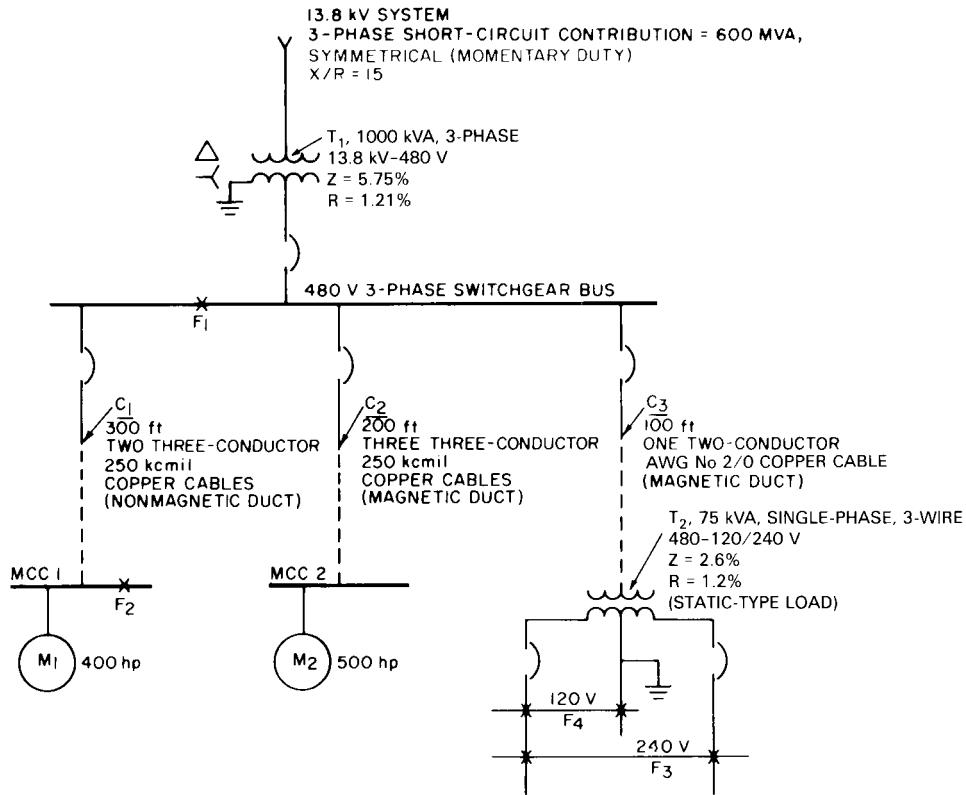 13.8 kV SYSTEM
3-PHASE SHORT-CIRCUIT CONTRIBUTION = 600 MVA,
SYMMETRICAL (MOMENTARY DUTY)
X/R = 15
T1, 1000 kVA, 3-PHASE
13.8 kV-480 V
Z = 5.75%
R = 1.21%
480 V 3-PHASE SWITCHGEAR BUS
F1
C1
300 ft
TWO THREE-CONDUCTOR
250 kcmil
COPPER CABLES
(NONMAGNETIC DUCT)
C2
200 ft
THREE THREE-CONDUCTOR
250 kcmil
COPPER CABLES
(MAGNETIC DUCT)
C3
100 ft
ONE TWO-CONDUCTOR
AWG No 2/0 COPPER CABLE
(MAGNETIC DUCT)
T2, 75 kVA, SINGLE-PHASE, 3-WIRE
480-120/240 V
Z = 2.6%
R = 1.2%
(STATIC-TYPE LOAD)
MCC 1
F2
M1 400 hp
MCC 2
M2 500 hp
120 V
F4
240 V
F3